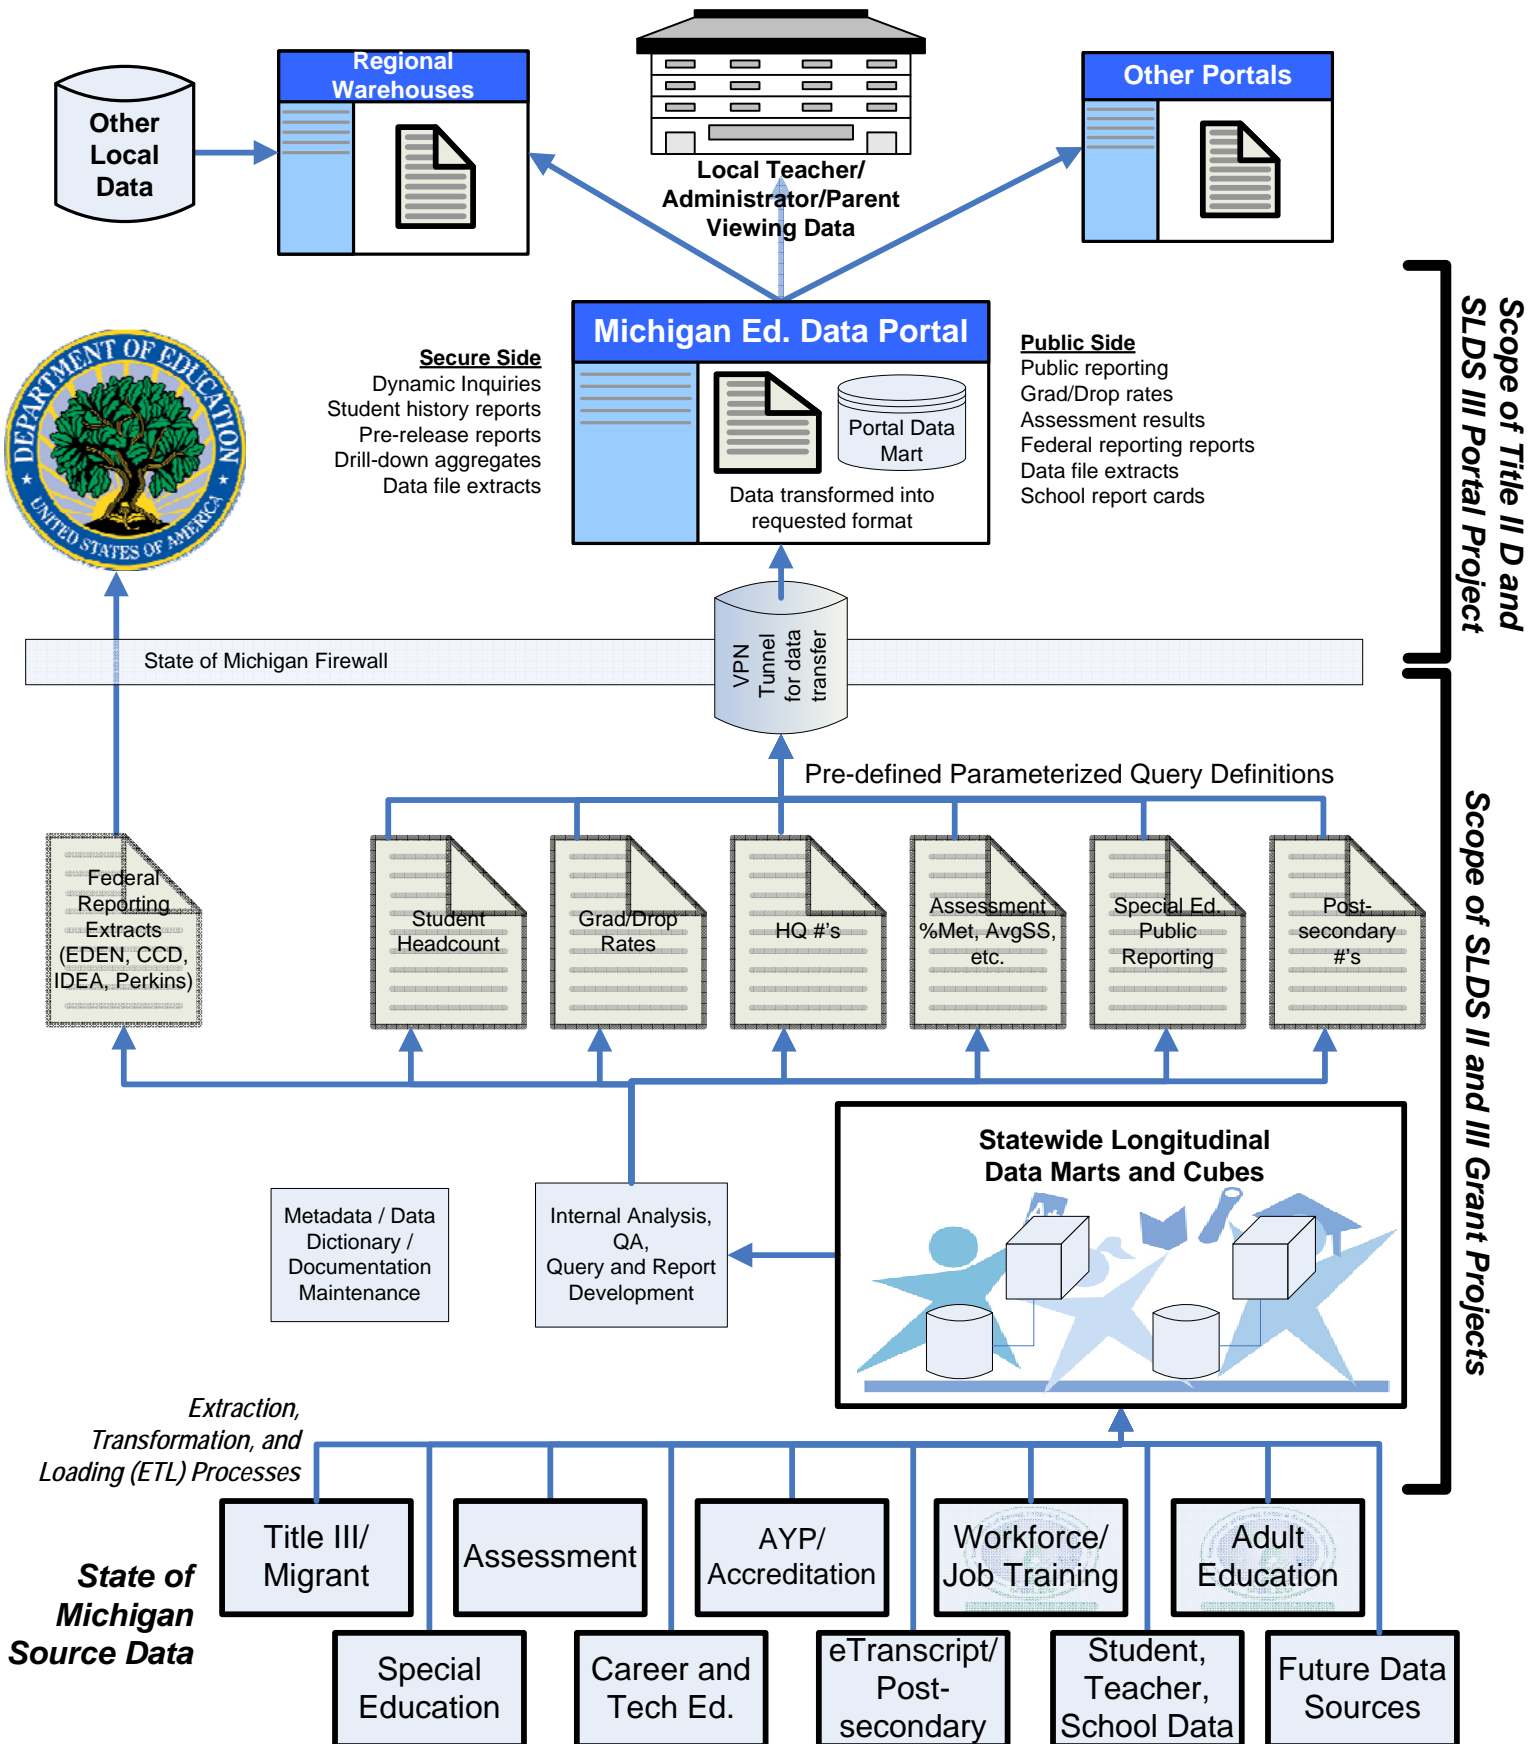 Regional
Warehouses
Other Portals
Other
Local
Data
Local Teacher/
Administrator/Parent
Viewing Data
Scope of Title II D and
SLDS III Portal Project
DEPARTMENT OF EDUCATION
UNITED STATES OF AMERICA
Secure Side
Dynamic Inquiries
Student history reports
Pre-release reports
Drill-down aggregates
Data file extracts
Michigan Ed. Data Portal
Portal Data
Mart
Data transformed into
requested format
Public Side
Public reporting
Grad/Drop rates
Assessment results
Federal reporting reports
Data file extracts
School report cards
State of Michigan Firewall
VPN
Tunnel
for data
transfer
Pre-defined Parameterized Query Definitions
Federal
Reporting
Extracts
(EDEN, CCD,
IDEA, Perkins)
Student
Headcount
Grad/Drop
Rates
HQ #'s
Assessment
%Met, AvgSS,
etc.
Special Ed.
Public
Reporting
Post-
secondary
#'s
Scope of SLDS II and III Grant Projects
Statewide Longitudinal
Data Marts and Cubes
A+
Metadata / Data
Dictionary /
Documentation
Maintenance
Internal Analysis,
QA,
Query and Report
Development
Extraction,
Transformation, and
Loading (ETL) Processes
State of
Michigan
Source Data
Title III/
Migrant
Assessment
AYP/
Accreditation
Workforce/
Job Training
Adult
Education
Special
Education
Career and
Tech Ed.
eTranscript/
Post-
secondary
Student,
Teacher,
School Data
Future Data
Sources